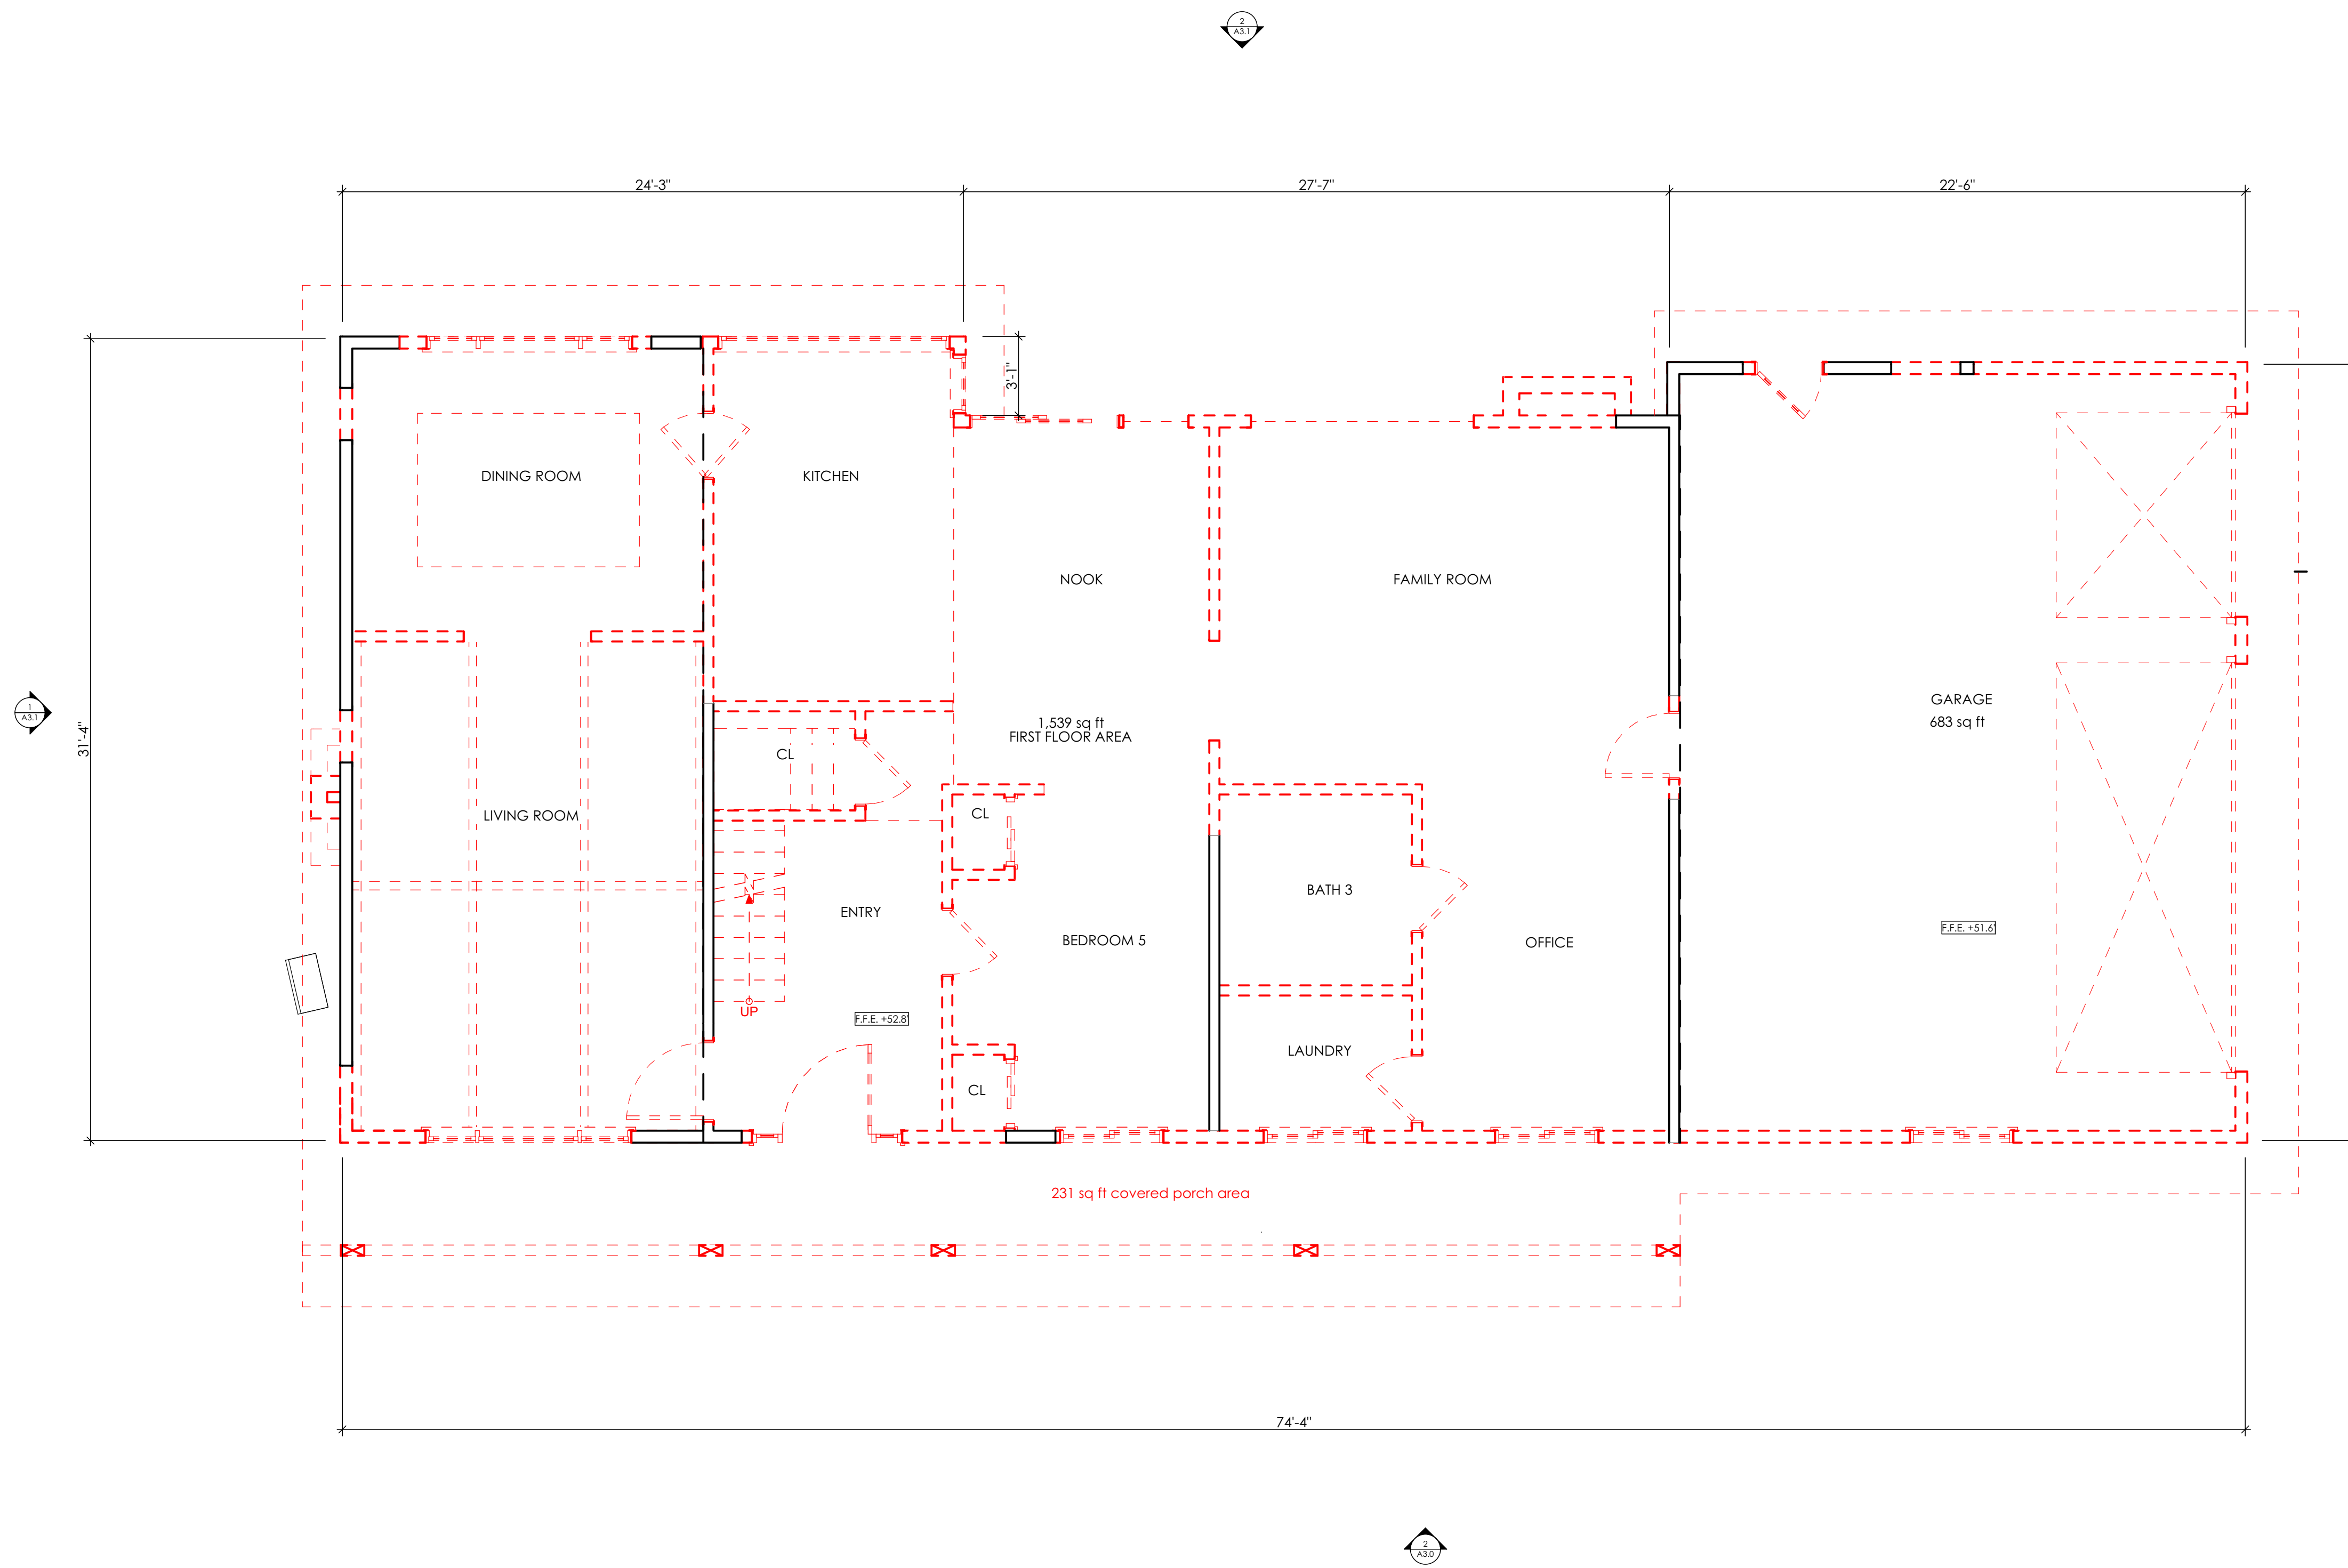 2
A3.1
24'-3"
27'-7"
22'-6"
3'-1"
DINING ROOM
KITCHEN
NOOK
FAMILY ROOM
GARAGE
683 sq ft
1
A3.1
31'-4"
1,539 sq ft
FIRST FLOOR AREA
CL
LIVING ROOM
CL
BATH 3
ENTRY
BEDROOM 5
OFFICE
F.F.E. +51.6'
UP
F.F.E. +52.8'
LAUNDRY
CL
231 sq ft covered porch area
74'-4"
2
A3.0